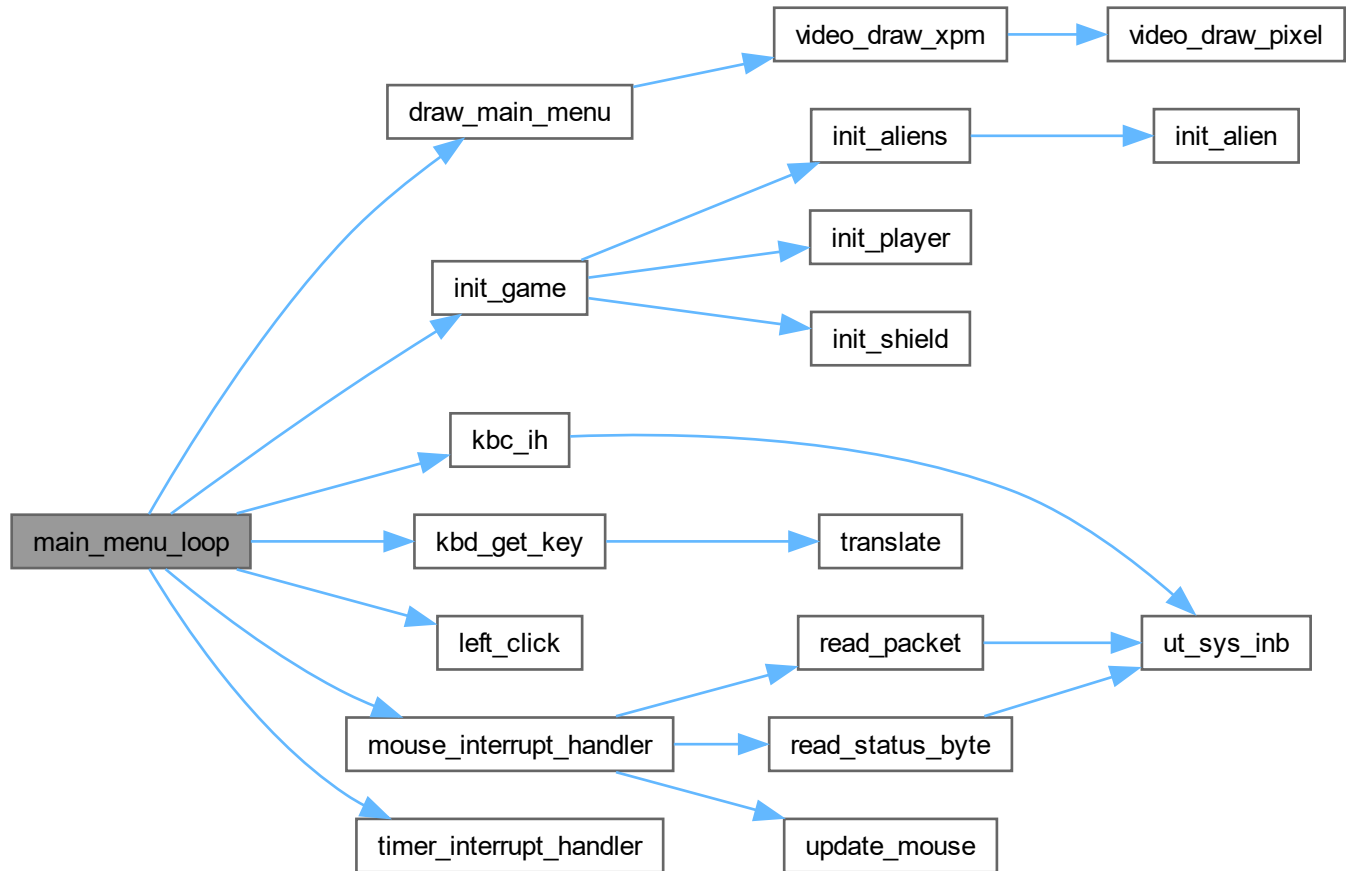 video_draw_xpm
video_draw_pixel
draw_main_menu
init_aliens
init_alien
init_player
init_game
init_shield
kbc_ih
main_menu_loop
kbd_get_key
translate
left_click
read_packet
ut_sys_inb
mouse_interrupt_handler
read_status_byte
timer_interrupt_handler
update_mouse